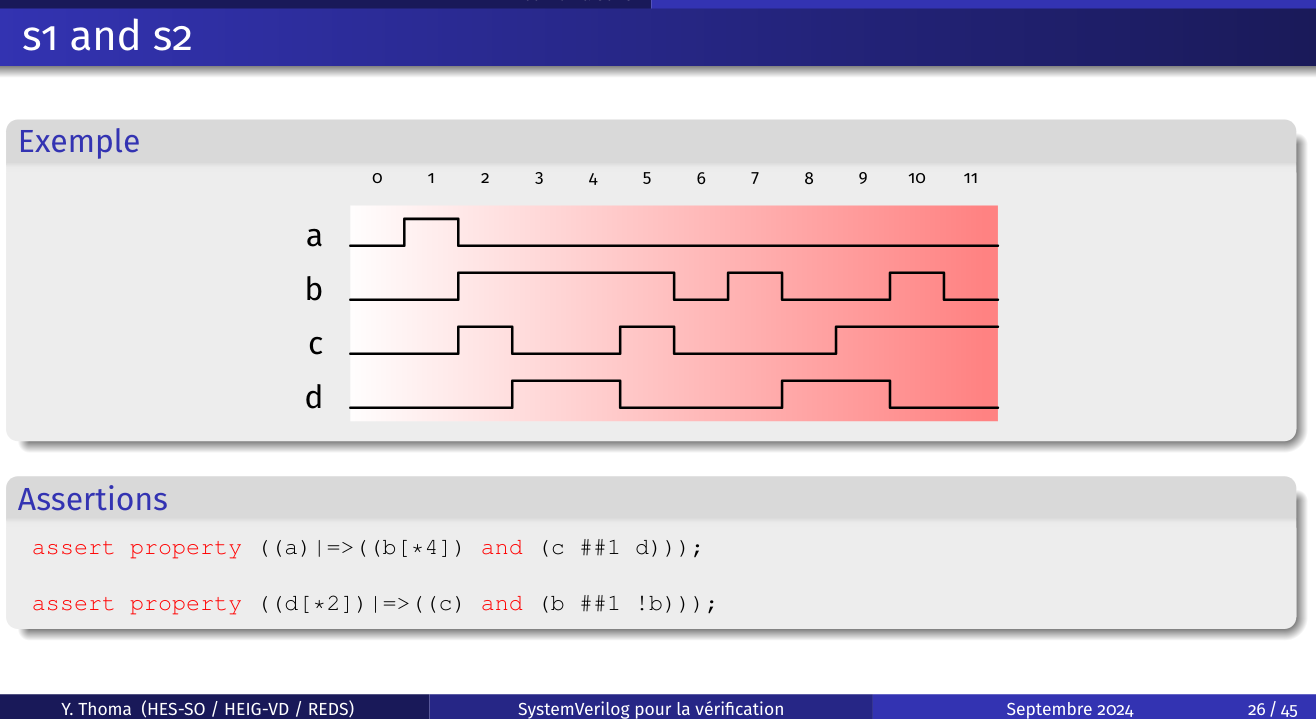 s1 and s2
Exemple
0 1 2 3 4 5 6 7 8 9 10 11
a
b
c
d
Assertions
assert property ((a)|=>((b[*4]) and (c ##1 d)));
assert property ((d[*2])|=>((c) and (b ##1 !b)));
Y. Thoma (HES-SO / HEIG-VD / REDS) SystemVerilog pour la vérification Septembre 2024 26 / 45